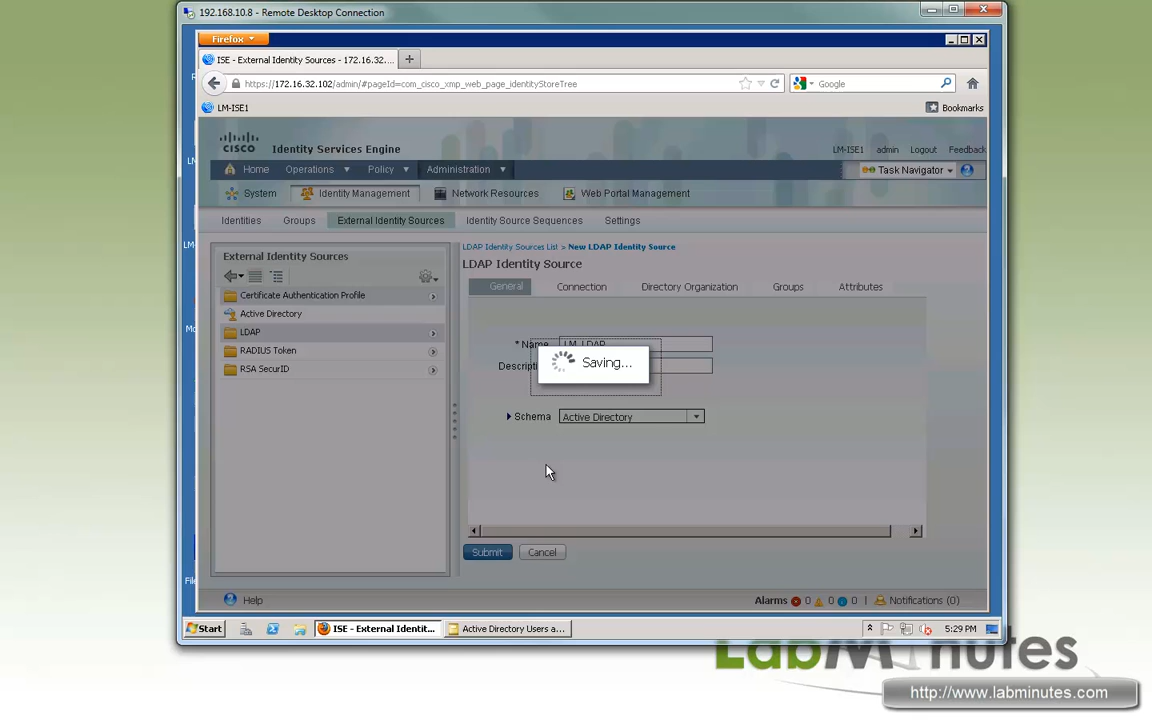 192.168.10.8 - Remote Desktop Connection
Firefox
ISE - External Identity Sources - 172.16.32....
https://172.16.32.102/admin/#pageId=com_cisco_xmp_web_page_identityStoreTree
Google
LM-ISE1
Bookmarks
CISCO Identity Services Engine
LM-ISE1 admin Logout Feedback
Home Operations Policy Administration
Task Navigator
System Identity Management Network Resources Web Portal Management
Identities Groups External Identity Sources Identity Source Sequences Settings
External Identity Sources
Certificate Authentication Profile
Active Directory
LDAP
RADIUS Token
RSA SecurID
LDAP Identity Sources List > New LDAP Identity Source
LDAP Identity Source
General Connection Directory Organization Groups Attributes
* Name LM_LDAP
Descripti
Saving...
Schema Active Directory
Submit Cancel
Help
Alarms 0 0 0 | Notifications (0)
Start
ISE - External Identit...
Active Directory Users a...
5:29 PM
LabMinutes
http://www.labminutes.com